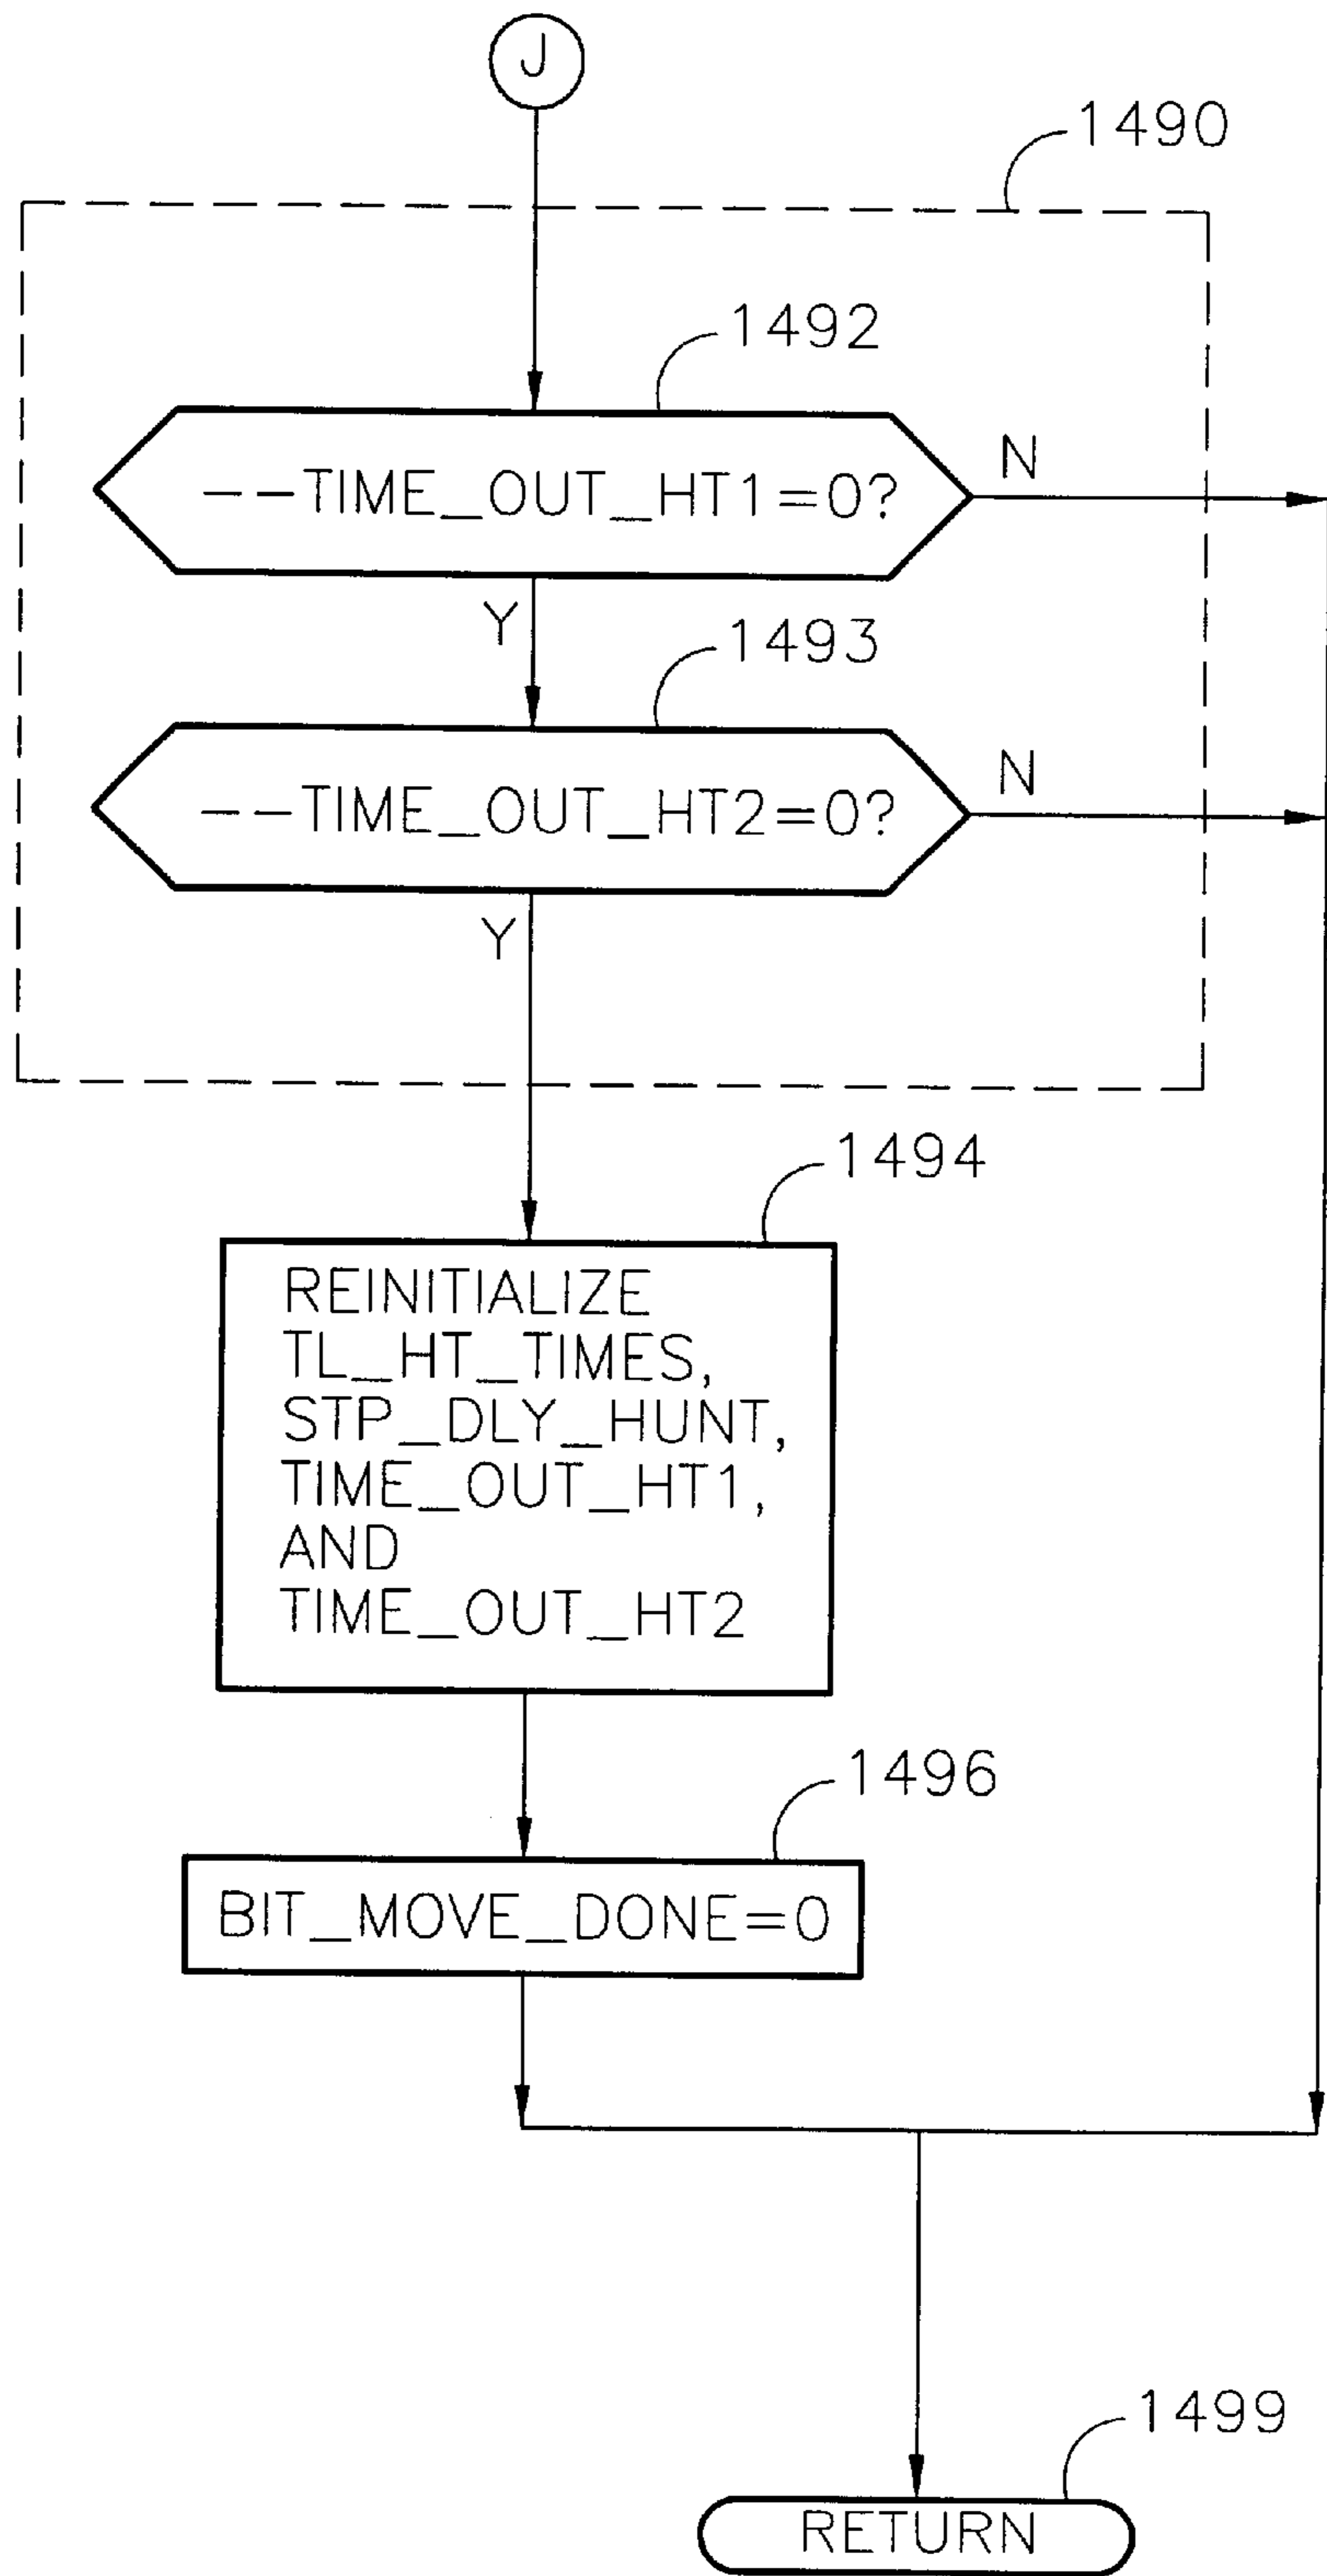 J
1490
1492
--TIME_OUT_HT1=0?
N
Y
1493
--TIME_OUT_HT2=0?
N
Y
1494
REINITIALIZE
TL_HT_TIMES,
STP_DLY_HUNT,
TIME_OUT_HT1,
AND
TIME_OUT_HT2
1496
BIT_MOVE_DONE=0
1499
RETURN